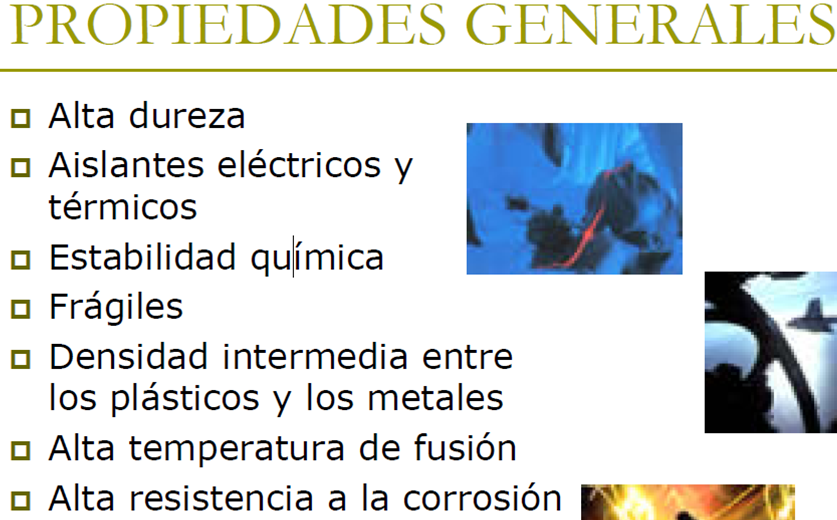 PROPIEDADES GENERALES
Alta dureza
Aislantes eléctricos y
térmicos
Estabilidad química
Frágiles
Densidad intermedia entre
los plásticos y los metales
Alta temperatura de fusión
Alta resistencia a la corrosión